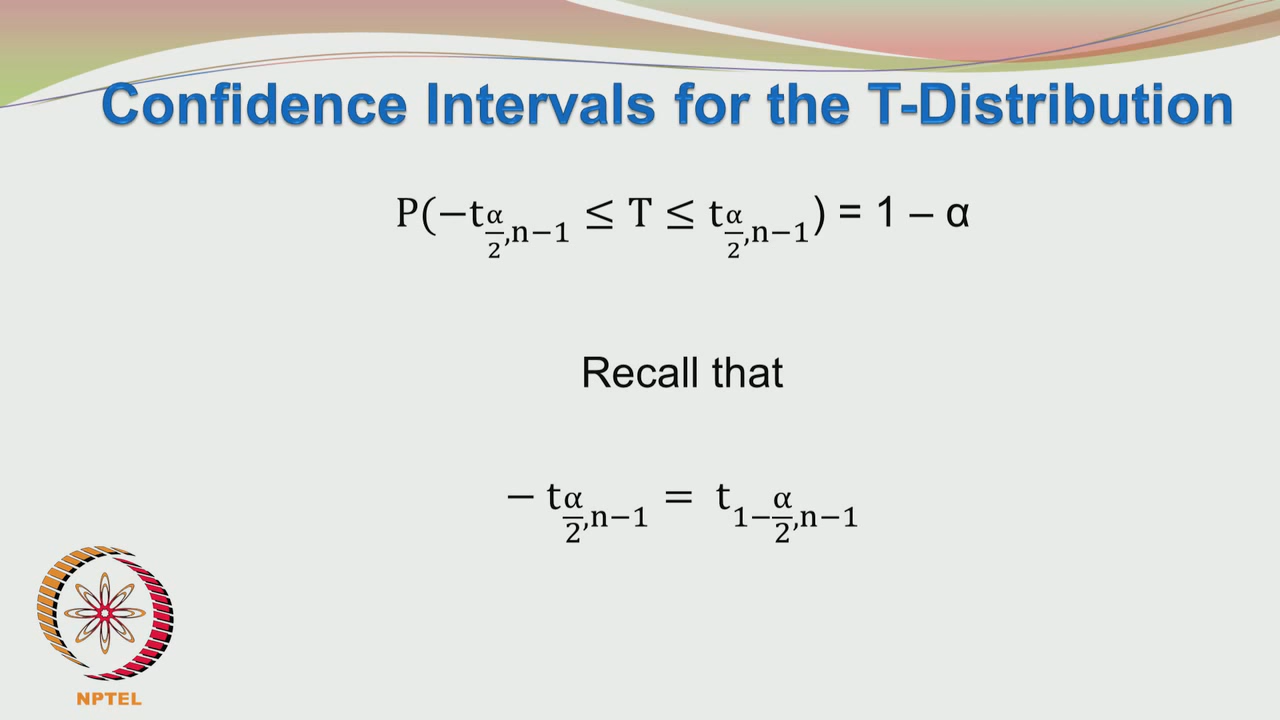 Confidence Intervals for the T-Distribution
P(−t_{α/2,n−1} ≤ T ≤ t_{α/2,n−1}) = 1 – α
Recall that
− t_{α/2,n−1} = t_{1−α/2,n−1}
NPTEL